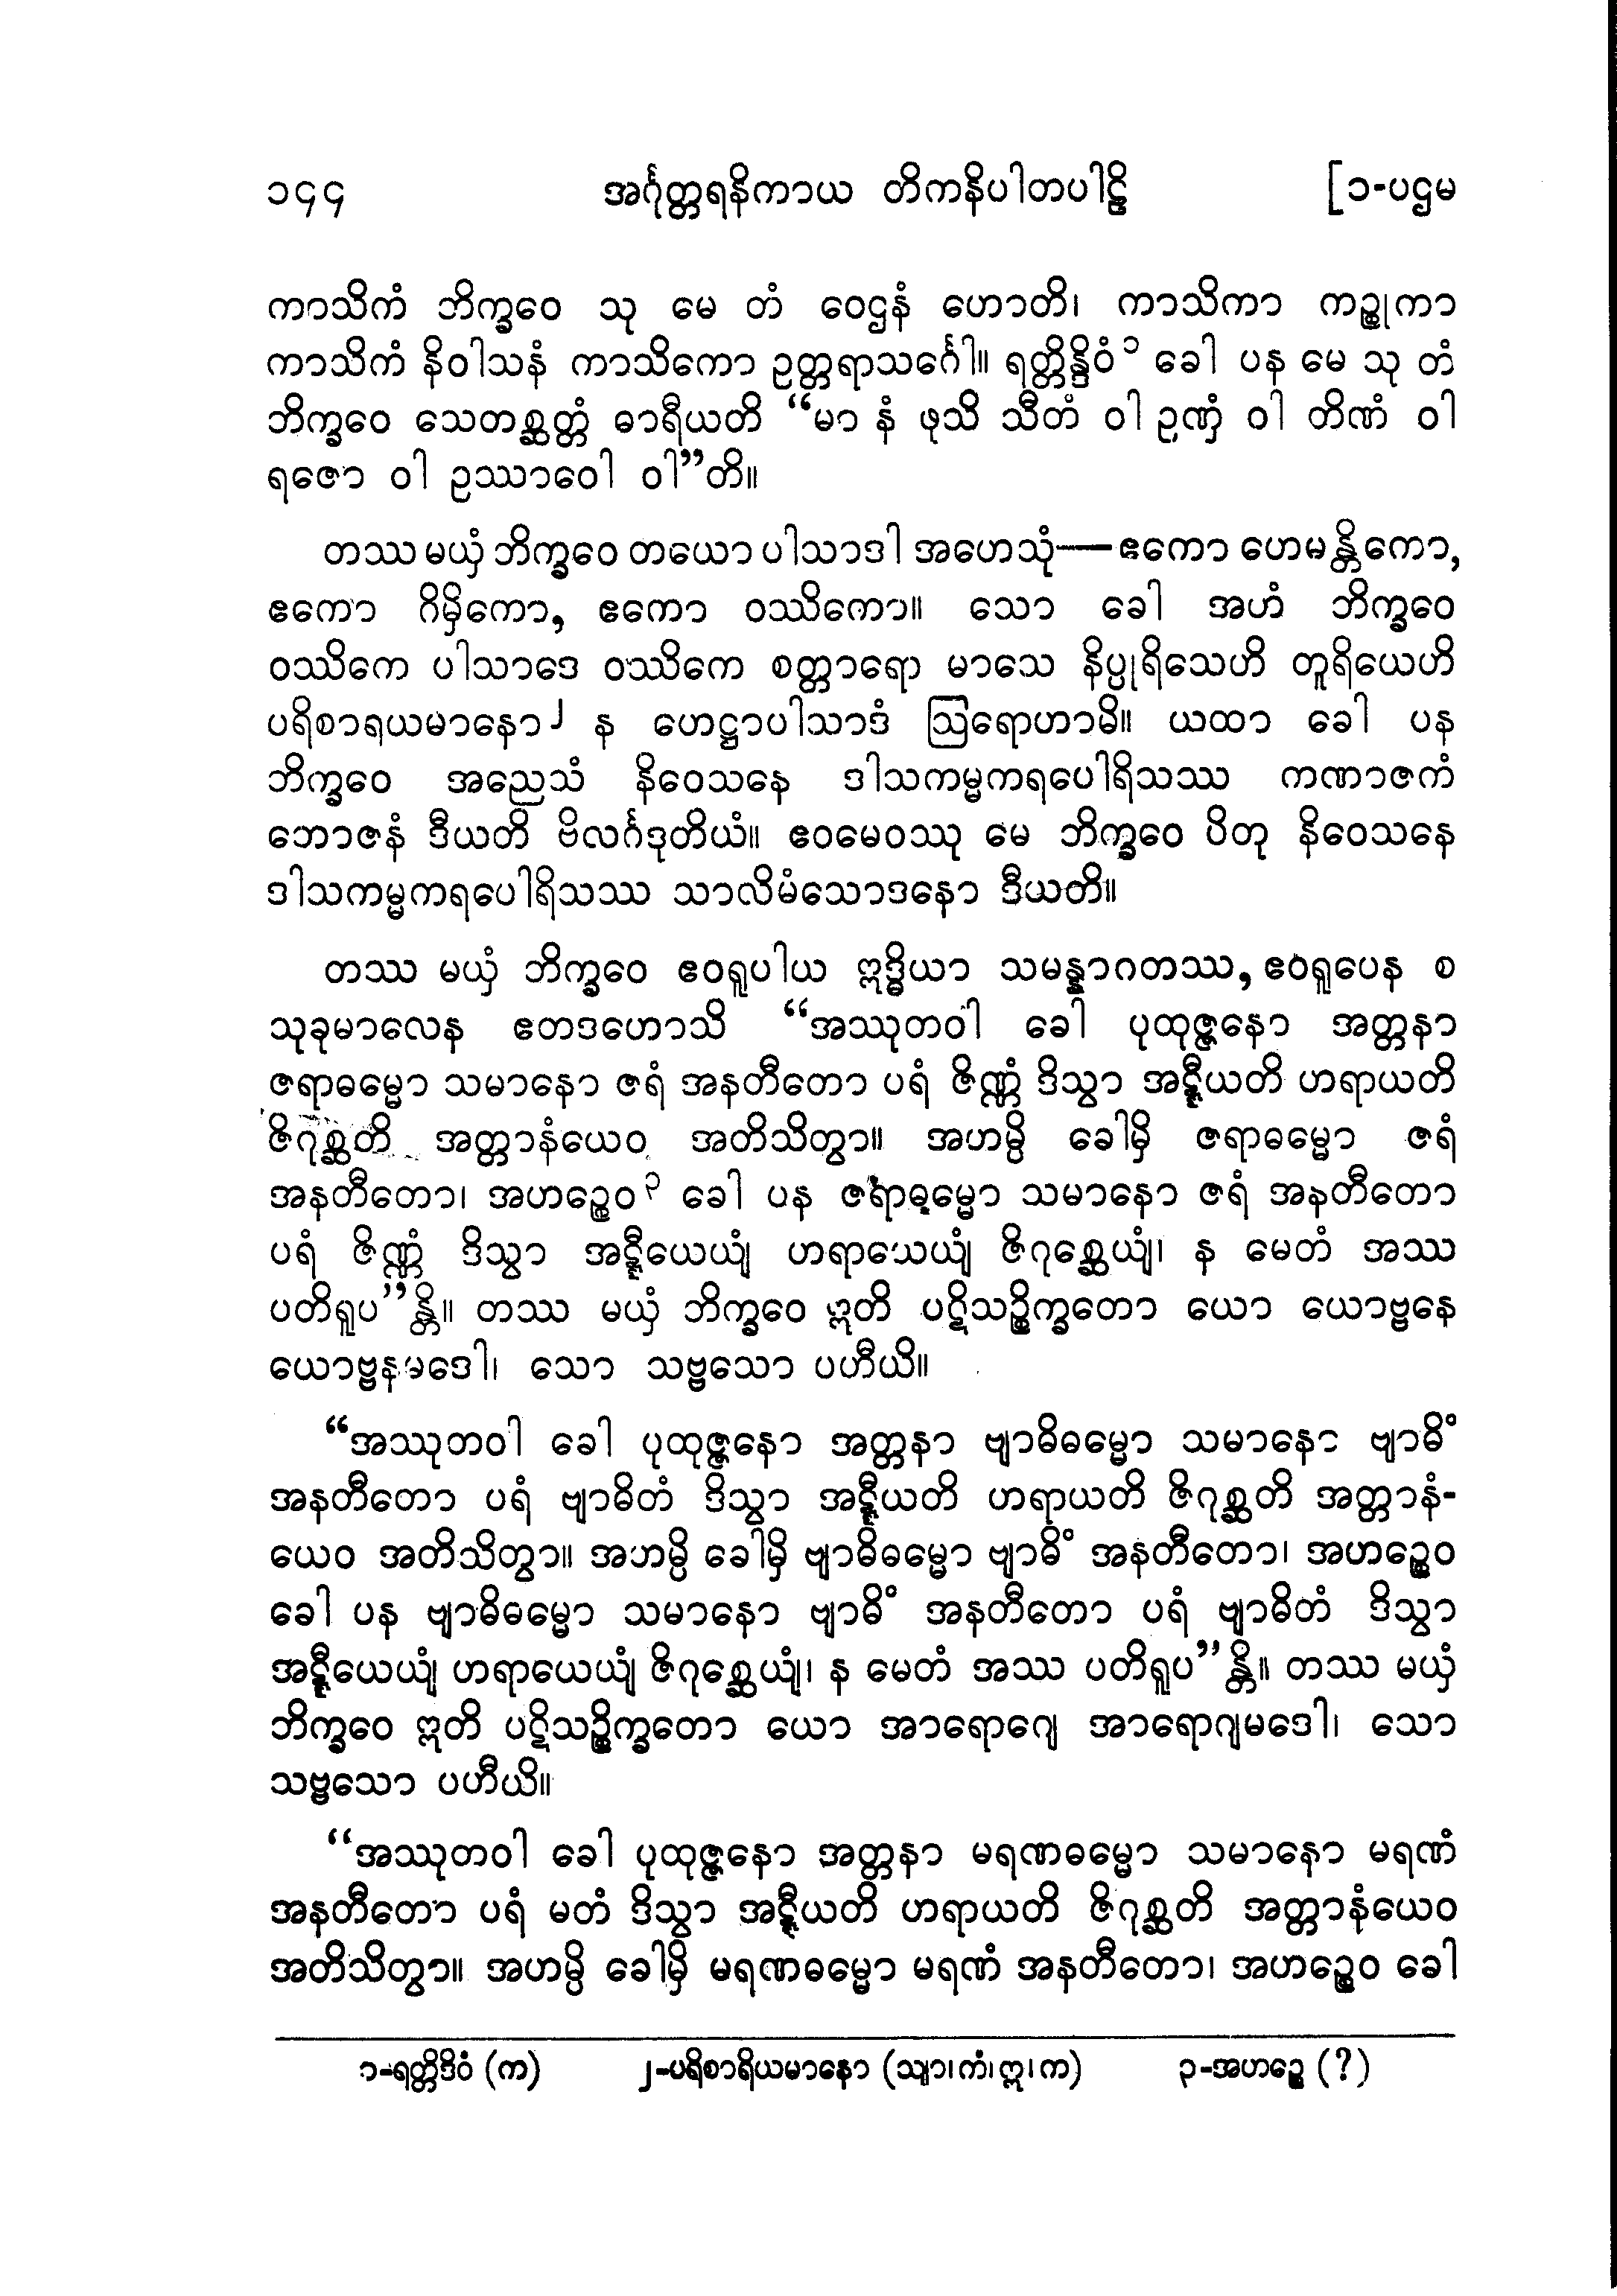 ၁၄၄ အင်္ဂုတ္တရနိကာယ တိကနိပါတပါဠိ [၁-ပဌမ
ကာသိကံ ဘိက္ခဝေ သု မေ တံ ဝေဌနံ ဟောတိ၊ ကာသိကာ ကဉ္စုကာ
ကာသိကံ နိဝါသနံ ကာသိကော ဥတ္တရာသင်္ဂေါ။ ရတ္တိန္ဒိဝံ၁ ခေါ ပန မေ သု တံ
ဘိက္ခဝေ သေတစ္ဆတ္တံ ဓာရီယတိ “မာ နံ ဖုသိ သီတံ ဝါ ဥဏှံ ဝါ တိဏံ ဝါ
ရဇော ဝါ ဥဿာဝေါ ဝါ”တိ။
တဿ မယှံ ဘိက္ခဝေ တယော ပါသာဒါ အဟေသုံ—ဧကော ဟေမန္တိကော,
ဧကော ဂိမှိကော, ဧကော ဝဿိကော။ သော ခေါ အဟံ ဘိက္ခဝေ
ဝဿိကေ ပါသာဒေ ဝဿိကေ စတ္တာရော မာသေ နိပ္ပုရိသေဟိ တူရိယေဟိ
ပရိစာရယမာနော၂ န ဟေဋ္ဌာပါသာဒံ ဩရောဟာမိ။ ယထာ ခေါ ပန
ဘိက္ခဝေ အညေသံ နိဝေသနေ ဒါသကမ္မကရပေါရိသဿ ကဏာဇကံ
ဘောဇနံ ဒီယတိ ဗိလင်္ဂဒုတိယံ။ ဧဝမေဝဿု မေ ဘိက္ခဝေ ပိတု နိဝေသနေ
ဒါသကမ္မကရပေါရိသဿ သာလိမံသောဒနော ဒီယတိ။
တဿ မယှံ ဘိက္ခဝေ ဧဝရူပါယ ဣဒ္ဓိယာ သမန္နာဂတဿ, ဧဝရူပေန စ
သုခုမာလေန ဧတဒဟောသိ “အဿုတဝါ ခေါ ပုထုဇ္ဇနော အတ္တနာ
ဇရာဓမ္မော သမာနော ဇရံ အနတီတော ပရံ ဇိဏ္ဏံ ဒိသွာ အဋ္ဋီယတိ ဟရာယတိ
ဇိဂုစ္ဆတိ အတ္တာနံယေဝ အတိသိတွာ။ အဟမ္ပိ ခေါမှိ ဇရာဓမ္မော ဇရံ
အနတီတော၊ အဟဉ္စေဝ၃ ခေါ ပန ဇရာဓမ္မော သမာနော ဇရံ အနတီတော
ပရံ ဇိဏ္ဏံ ဒိသွာ အဋ္ဋီယေယျံ ဟရာယေယျံ ဇိဂုစ္ဆေယျံ၊ န မေတံ အဿ
ပတိရူပ”န္တိ။ တဿ မယှံ ဘိက္ခဝေ ဣတိ ပဋိသဉ္စိက္ခတော ယော ယောဗ္ဗနေ
ယောဗ္ဗနမဒေါ၊ သော သဗ္ဗသော ပဟီယိ။
“အဿုတဝါ ခေါ ပုထုဇ္ဇနော အတ္တနာ ဗျာဓိဓမ္မော သမာနော ဗျာဓိံ
အနတီတော ပရံ ဗျာဓိတံ ဒိသွာ အဋ္ဋီယတိ ဟရာယတိ ဇိဂုစ္ဆတိ အတ္တာနံ-
ယေဝ အတိသိတွာ။ အဟမ္ပိ ခေါမှိ ဗျာဓိဓမ္မော ဗျာဓိံ အနတီတော၊ အဟဉ္စေဝ
ခေါ ပန ဗျာဓိဓမ္မော သမာနော ဗျာဓိံ အနတီတော ပရံ ဗျာဓိတံ ဒိသွာ
အဋ္ဋီယေယျံ ဟရာယေယျံ ဇိဂုစ္ဆေယျံ၊ န မေတံ အဿ ပတိရူပ”န္တိ။ တဿ မယှံ
ဘိက္ခဝေ ဣတိ ပဋိသဉ္စိက္ခတော ယော အာရောဂျေ အာရောဂျမဒေါ၊ သော
သဗ္ဗသော ပဟီယိ။
“အဿုတဝါ ခေါ ပုထုဇ္ဇနော အတ္တနာ မရဏဓမ္မော သမာနော မရဏံ
အနတီတော ပရံ မတံ ဒိသွာ အဋ္ဋီယတိ ဟရာယတိ ဇိဂုစ္ဆတိ အတ္တာနံယေဝ
အတိသိတွာ။ အဟမ္ပိ ခေါမှိ မရဏဓမ္မော မရဏံ အနတီတော၊ အဟဉ္စေဝ ခေါ
၁-ရတ္တိဒိဝံ (က) ၂-ပရိစာရိယမာနော (သျာ၊ကံ၊ဣ၊က) ၃-အဟဉ္စေ (?)